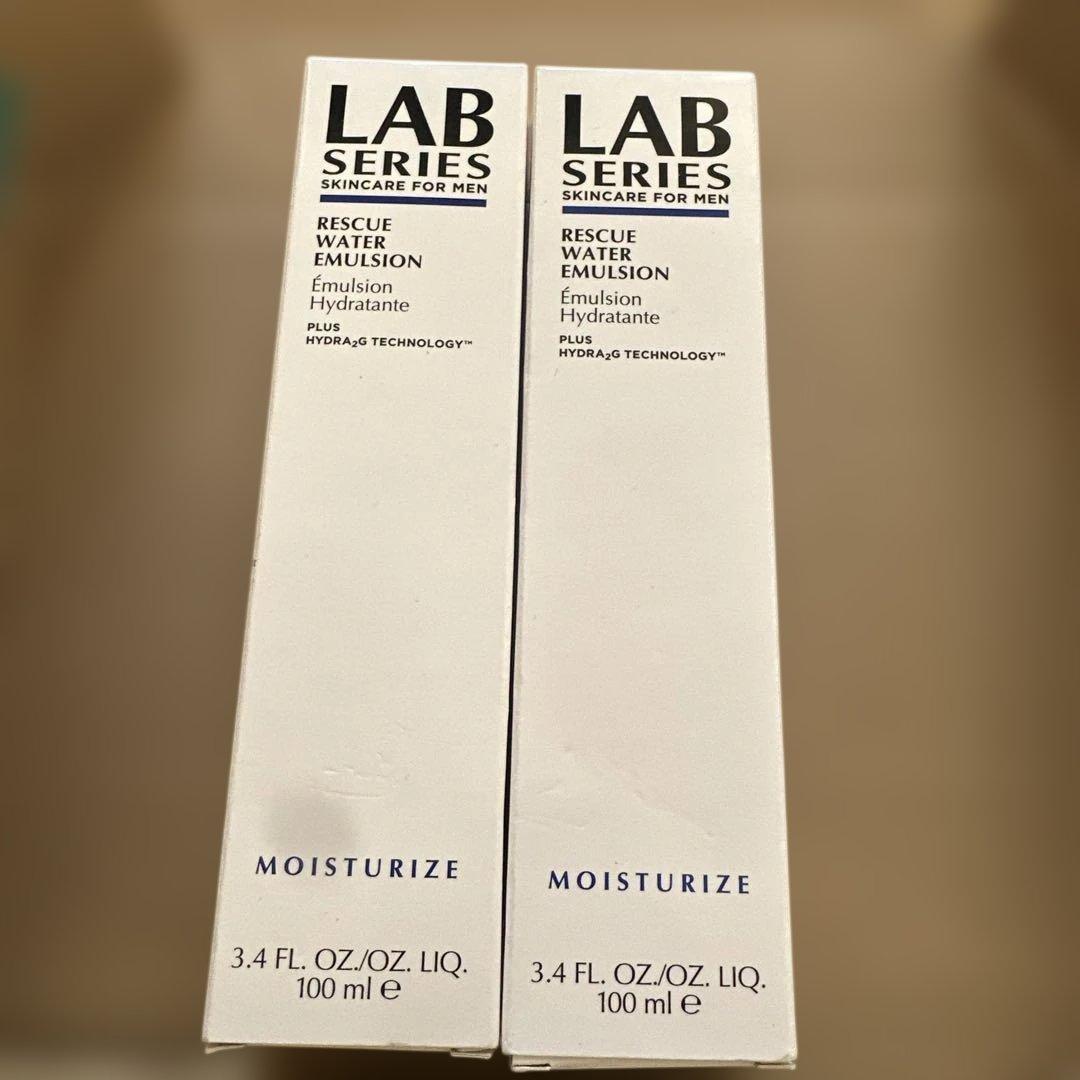 LAB
SERIES
SKINCARE FOR MEN
RESCUE
WATER
EMULSION
Émulsion
Hydratante
PLUS
HYDRA₂G TECHNOLOGY™
MOISTURIZE
3.4 FL. OZ./OZ. LIQ.
100 ml ℮
LAB
SERIES
SKINCARE FOR MEN
RESCUE
WATER
EMULSION
Émulsion
Hydratante
PLUS
HYDRA₂G TECHNOLOGY™
MOISTURIZE
3.4 FL. OZ./OZ. LIQ.
100 ml ℮